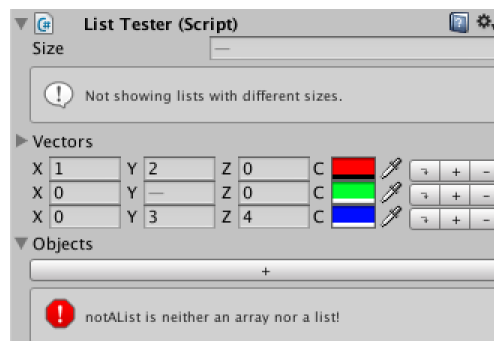 List Tester (Script)
Size —
Not showing lists with different sizes.
Vectors
X 1 Y 2 Z 0 C + -
X 0 Y — Z 0 C + -
X 0 Y 3 Z 4 C + -
Objects
+
notAList is neither an array nor a list!